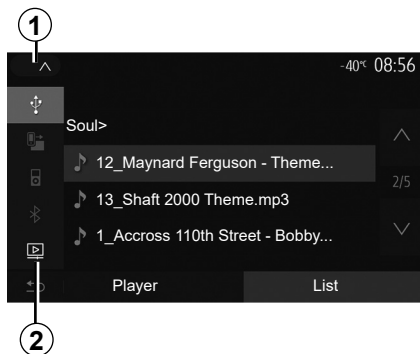 1
-40°C 08:56
Soul>
12_Maynard Ferguson - Theme...
13_Shaft 2000 Theme.mp3
2/5
1_Accross 110th Street - Bobby...
Player List
2